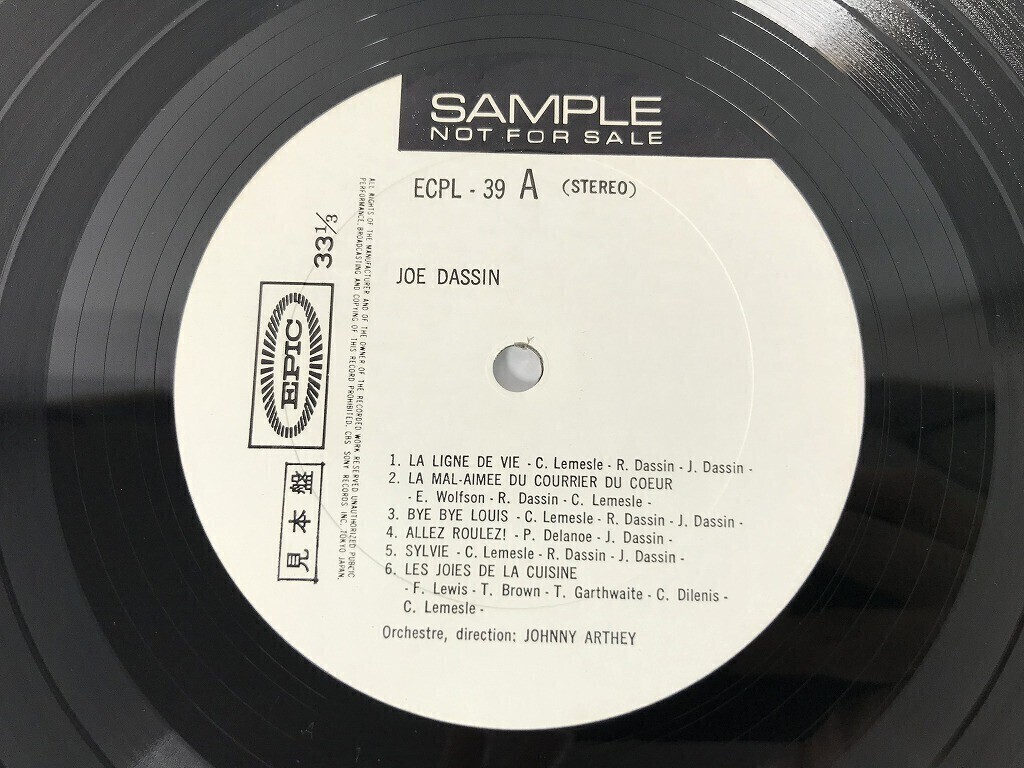 SAMPLE
NOT FOR SALE
ECPL - 39 A (STEREO)
JOE DASSIN
33 1/3
EPIC
見本盤
ALL RIGHTS OF THE MANUFACTURER AND OF THE OWNER OF THE RECORDED WORK RESERVED UNAUTHORIZED PUBLIC
PERFORMANCE, BROADCASTING AND COPYING OF THIS RECORD PROHIBITED. CBS SONY RECORDS INC. TOKYO JAPAN.
1. LA LIGNE DE VIE - C. Lemesle - R. Dassin - J. Dassin -
2. LA MAL-AIMEE DU COURRIER DU COEUR
- E. Wolfson - R. Dassin - C. Lemesle -
3. BYE BYE LOUIS - C. Lemesle - R. Dassin - J. Dassin -
4. ALLEZ ROULEZ! - P. Delanoe - J. Dassin -
5. SYLVIE - C. Lemesle - R. Dassin - J. Dassin -
6. LES JOIES DE LA CUISINE
- F. Lewis - T. Brown - T. Garthwaite - C. Dilenis -
C. Lemesle -
Orchestre, direction: JOHNNY ARTHEY